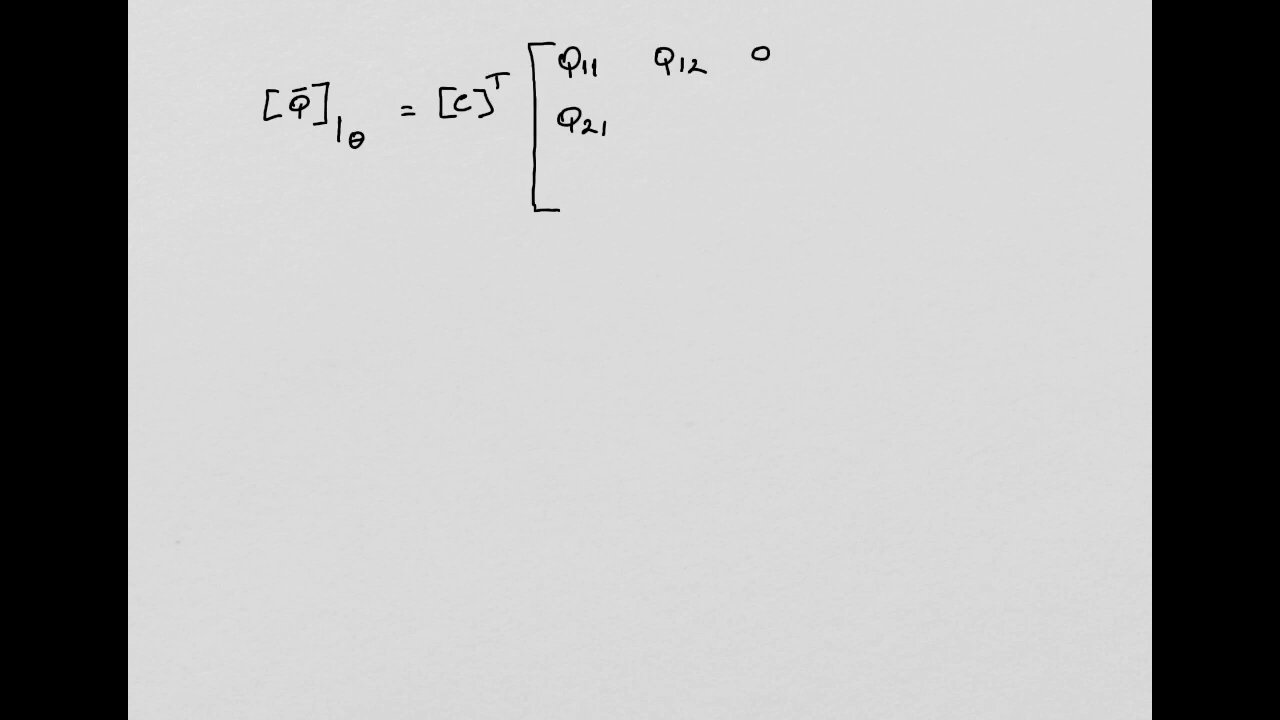 [Q̄]|θ = [C]ᵀ [ Q₁₁ Q₁₂ 0
Q₂₁